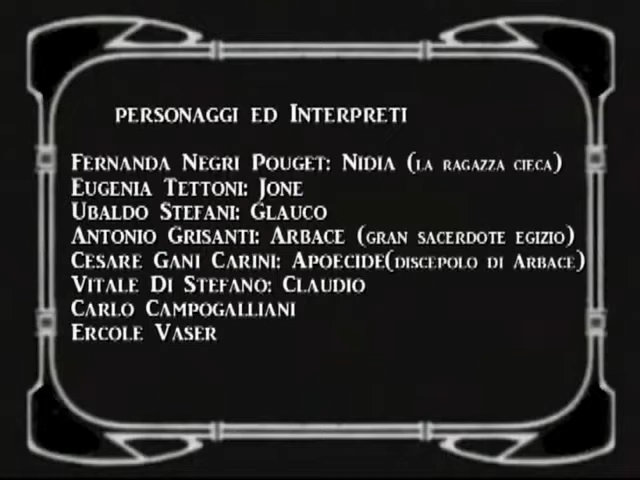 PERSONAGGI ED INTERPRETI
FERNANDA NEGRI POUGET: NIDIA (LA RAGAZZA CIECA)
EUGENIA TETTONI: JONE
UBALDO STEFANI: GLAUCO
ANTONIO GRISANTI: ARBACE (GRAN SACERDOTE EGIZIO)
CESARE GANI CARINI: APOECIDE(DISCEPOLO DI ARBACE)
VITALE DI STEFANO: CLAUDIO
CARLO CAMPOGALLIANI
ERCOLE VASER